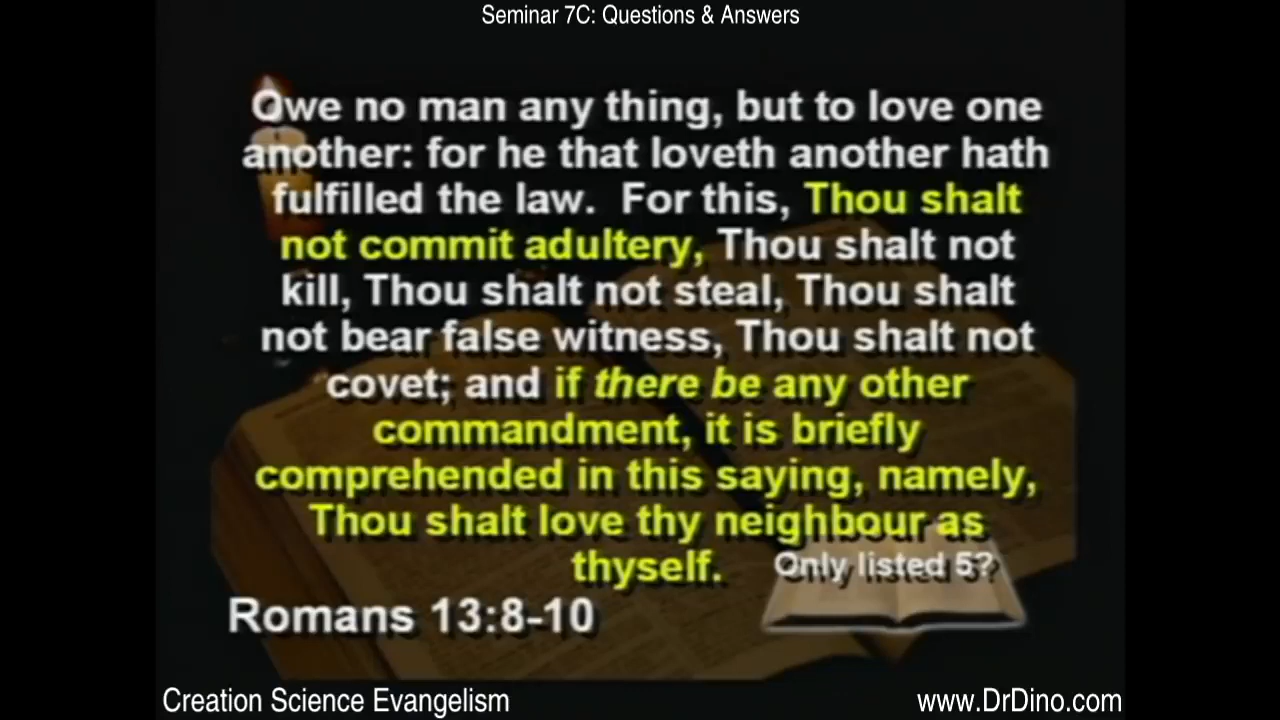 Seminar 7C: Questions & Answers
Owe no man any thing, but to love one
another: for he that loveth another hath
fulfilled the law. For this, Thou shalt
not commit adultery, Thou shalt not
kill, Thou shalt not steal, Thou shalt
not bear false witness, Thou shalt not
covet; and if there be any other
commandment, it is briefly
comprehended in this saying, namely,
Thou shalt love thy neighbour as
thyself.
Only listed 5?
Romans 13:8-10
Creation Science Evangelism
www.DrDino.com